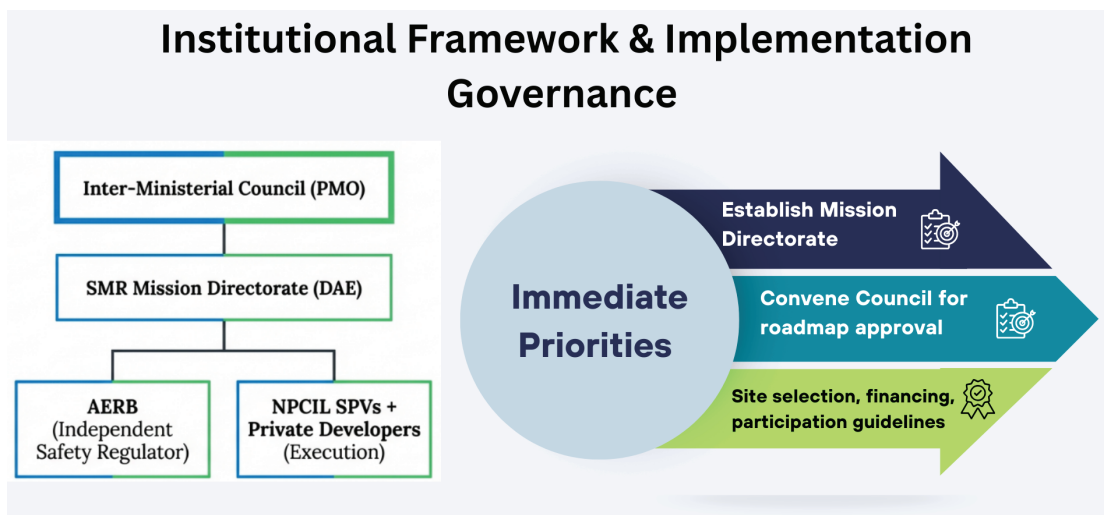 Institutional Framework & Implementation
Governance
Inter-Ministerial Council (PMO)
SMR Mission Directorate (DAE)
AERB
(Independent
Safety Regulator)
NPCIL SPVs +
Private Developers
(Execution)
Immediate
Priorities
Establish Mission
Directorate
Convene Council for
roadmap approval
Site selection, financing,
participation guidelines